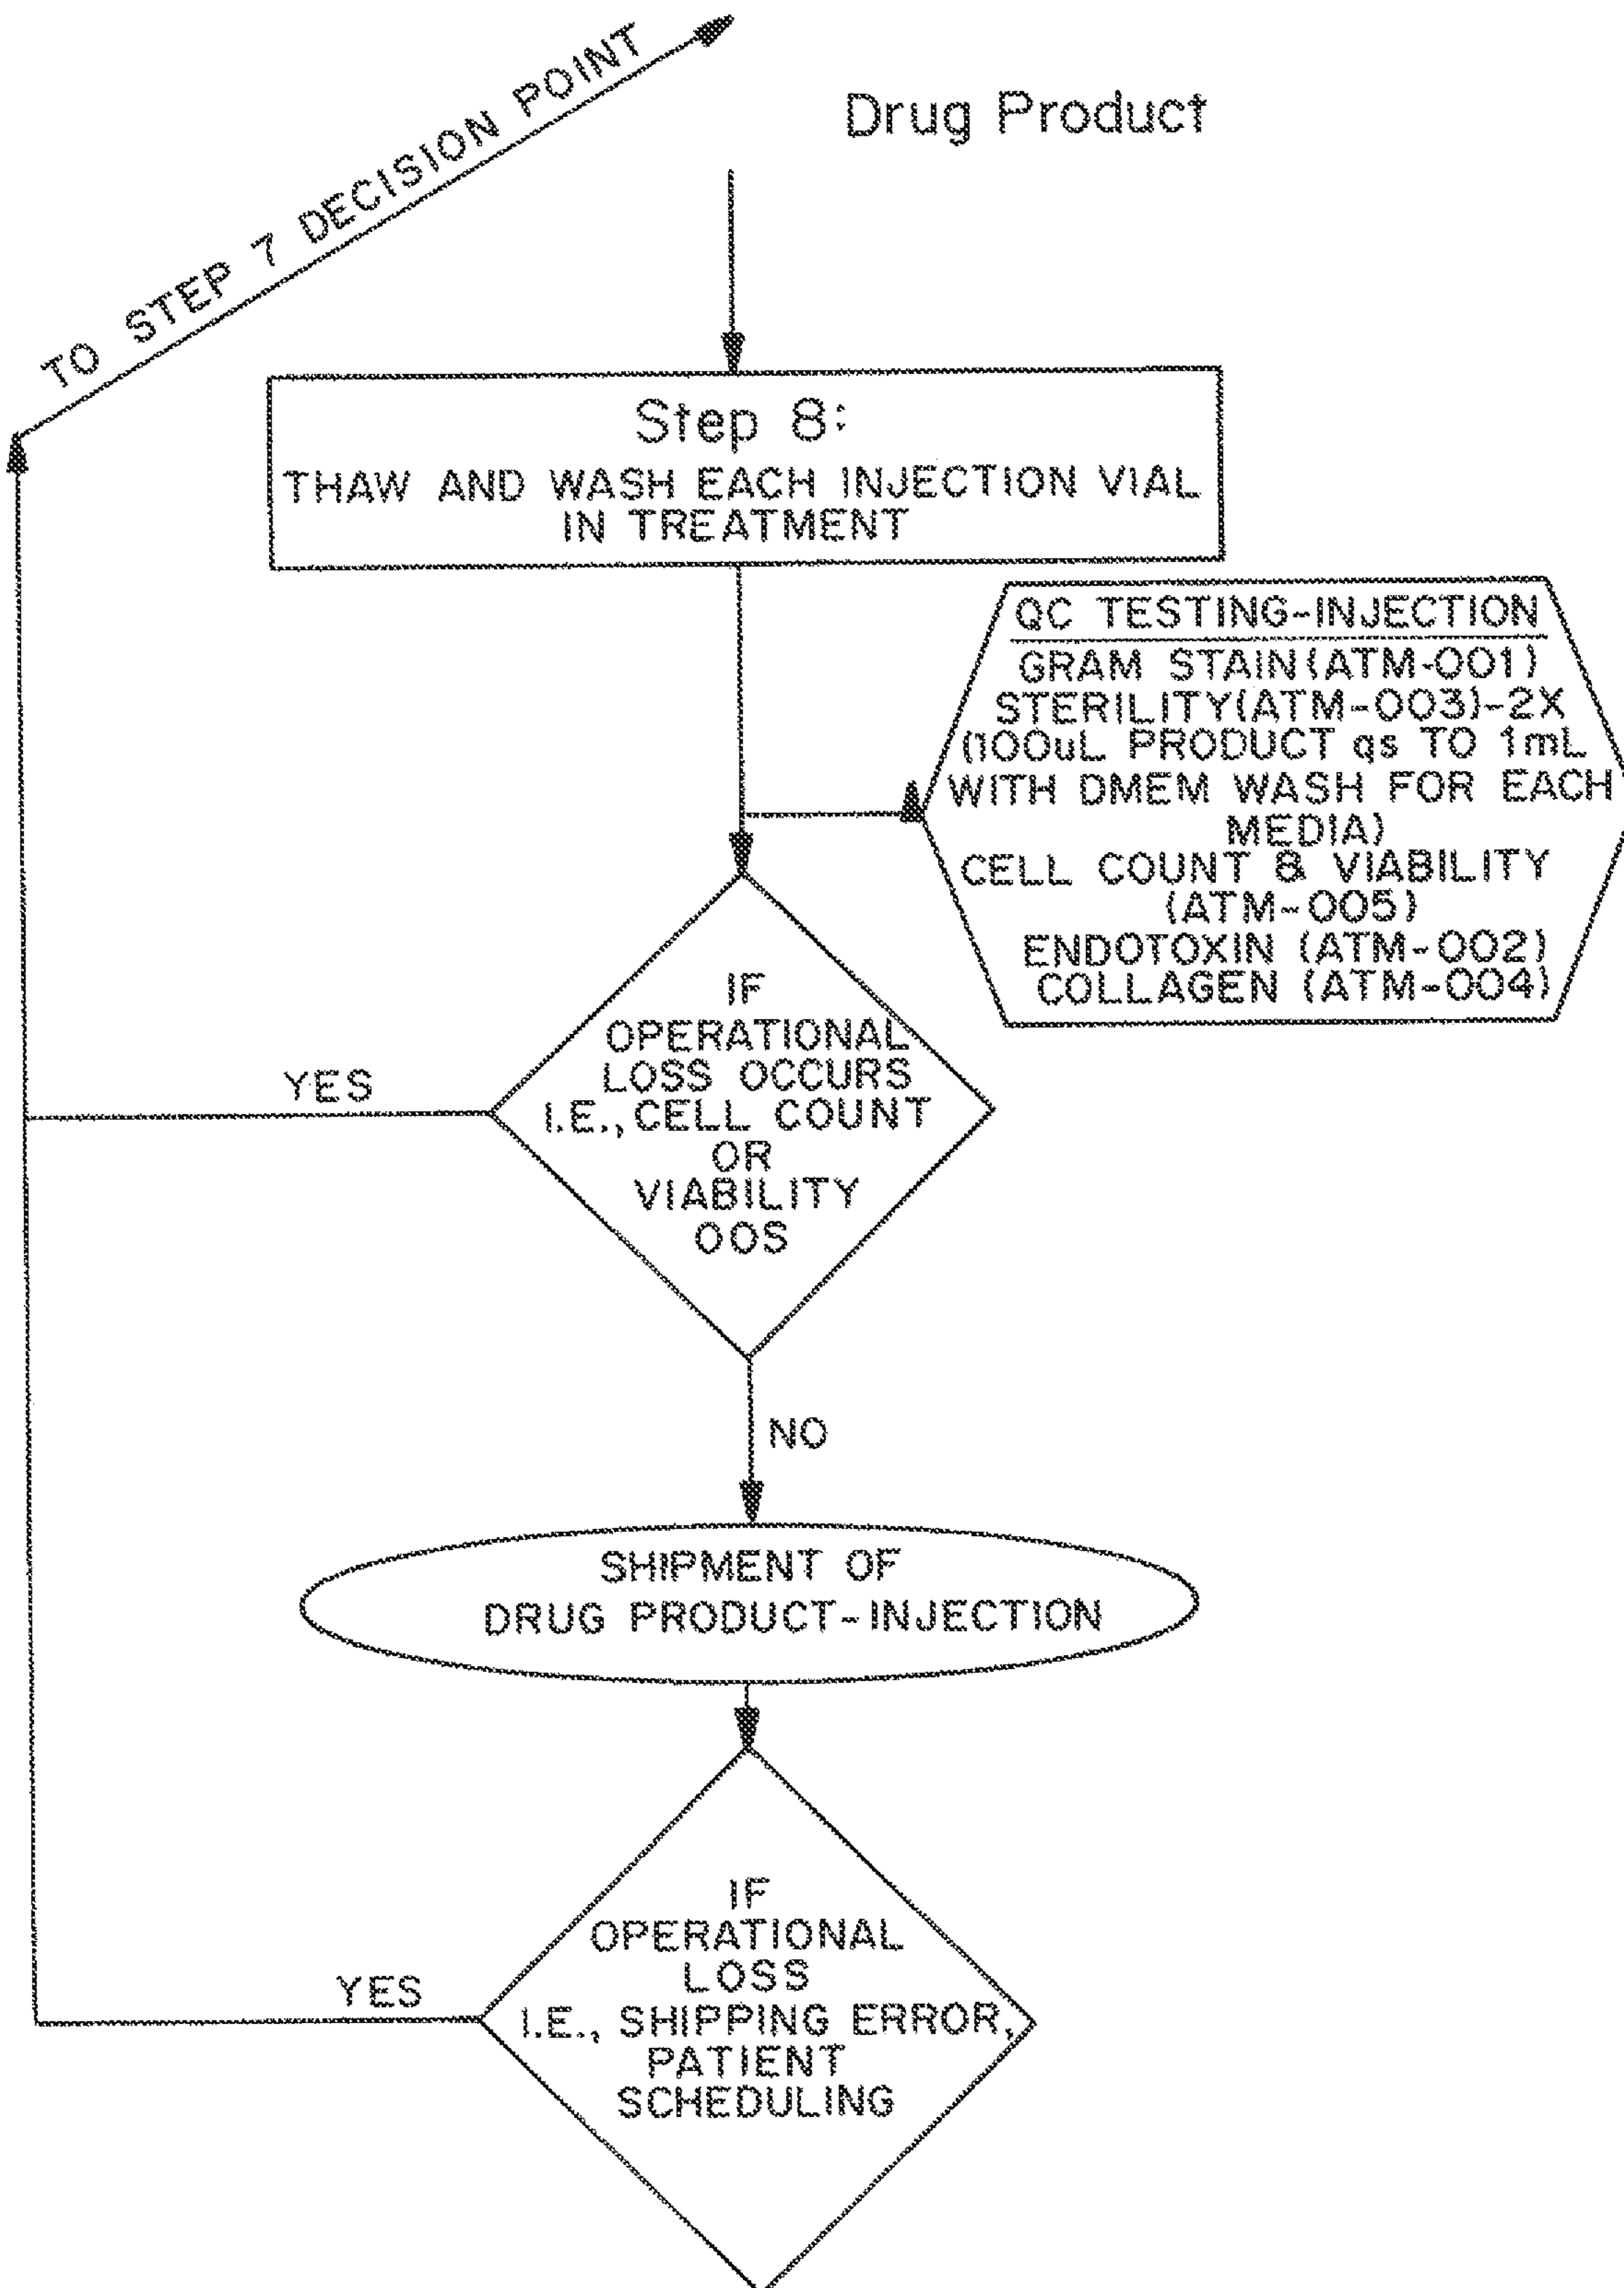 TO STEP 7 DECISION POINT
Drug Product
Step 8:
THAW AND WASH EACH INJECTION VIAL
IN TREATMENT
QC TESTING-INJECTION
GRAM STAIN (ATM-001)
STERILITY(ATM-003)-2X
(100uL PRODUCT qs TO 1mL
WITH DMEM WASH FOR EACH
MEDIA)
CELL COUNT & VIABILITY
(ATM-005)
ENDOTOXIN (ATM-002)
COLLAGEN (ATM-004)
IF
OPERATIONAL
LOSS OCCURS
I.E., CELL COUNT
OR
VIABILITY
OOS
YES
NO
SHIPMENT OF
DRUG PRODUCT-INJECTION
IF
OPERATIONAL
LOSS
I.E., SHIPPING ERROR,
PATIENT
SCHEDULING
YES